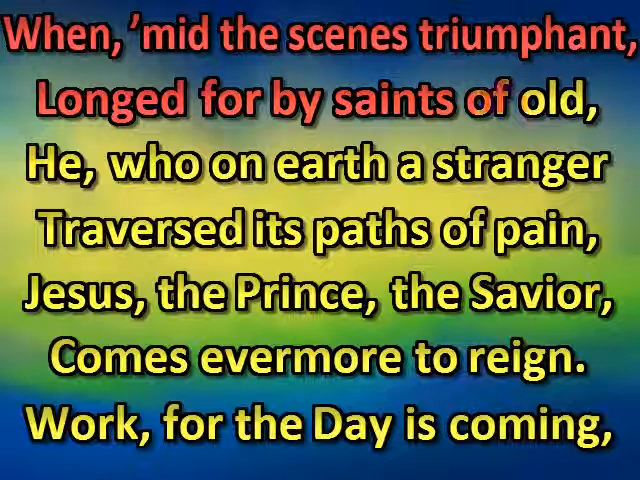 When, ’mid the scenes triumphant,
Longed for by saints of old,
He, who on earth a stranger
Traversed its paths of pain,
Jesus, the Prince, the Savior,
Comes evermore to reign.
Work, for the Day is coming,